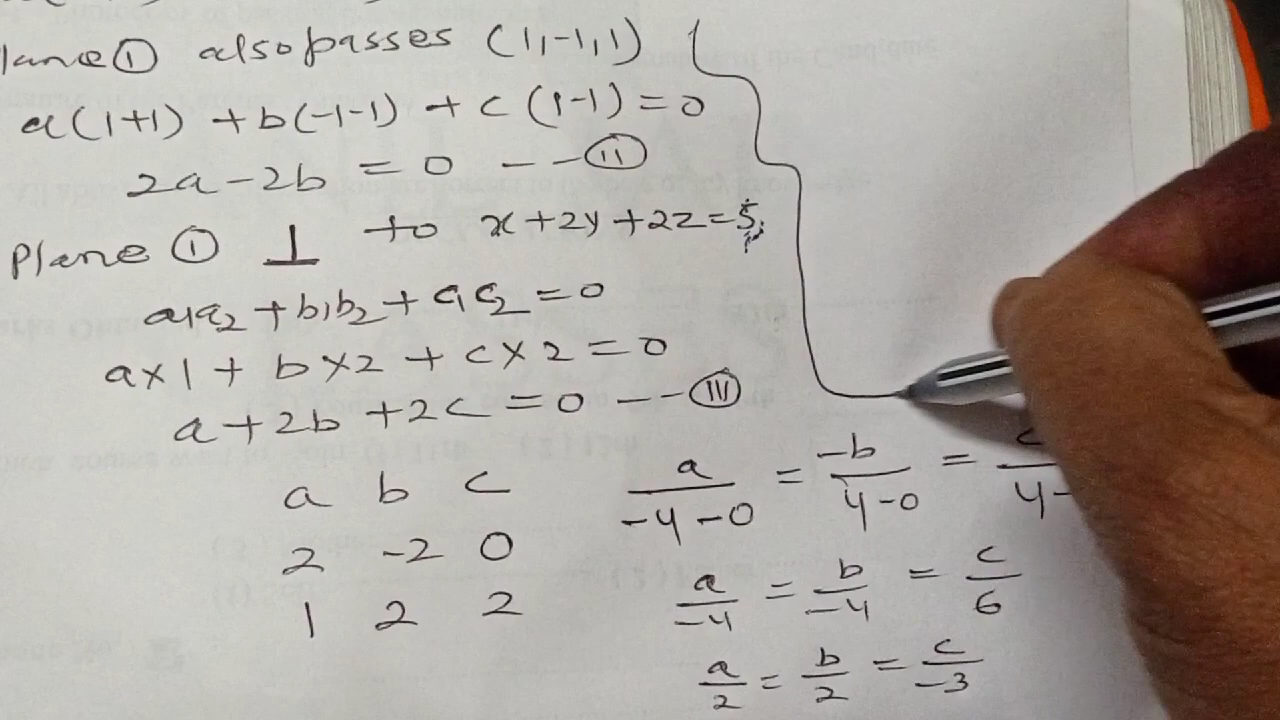 lane ① also passes (1,-1,1)
a(1+1) + b(-1-1) + c(1-1) = 0
2a-2b = 0 -- Ⅱ
Plane ① ⊥ to x+2y+2z=5
a1a2 + b1b2 + c1c2 = 0
a×1 + b×2 + c×2 = 0
a+2b+2c = 0 -- Ⅲ
a b c
2 -2 0
1 2 2
a/-4-0 = -b/4-0 = c/4-
a/-4 = b/-4 = c/6
a/2 = b/2 = c/-3